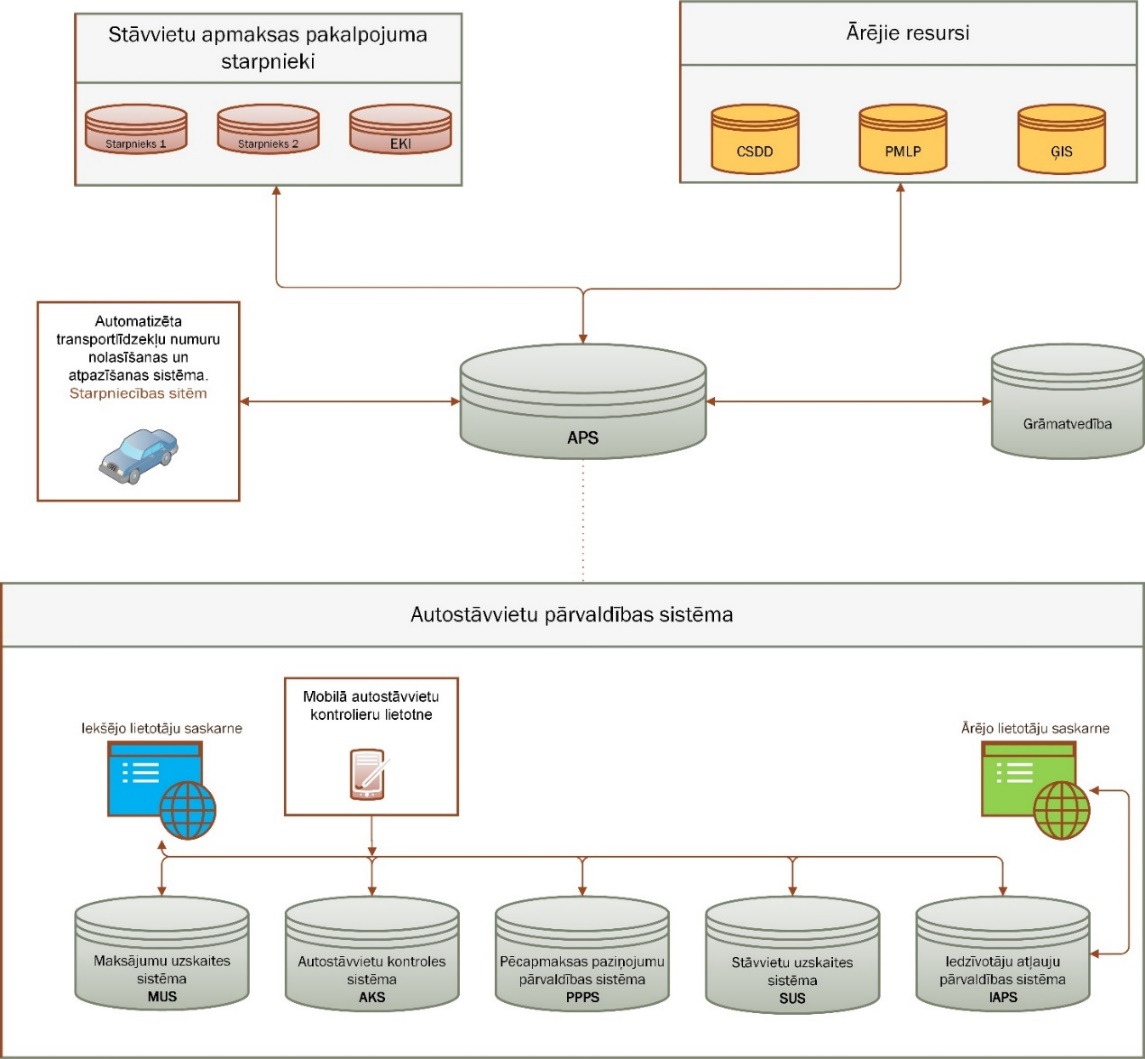 Stāvvietu apmaksas pakalpojuma
starpnieki
Starpnieks 1
Starpnieks 2
EKI
Ārējie resursi
CSDD
PMLP
ĢIS
Automatizēta
transportlīdzekļu numuru
nolasīšanas un
atpazīšanas sistēma.
Starpniecības sitēm
APS
Grāmatvedība
Autostāvvietu pārvaldības sistēma
Iekšējo lietotāju saskarne
Mobilā autostāvvietu
kontrolieru lietotne
Ārējo lietotāju saskarne
Maksājumu uzskaites
sistēma
MUS
Autostāvvietu kontroles
sistēma
AKS
Pēcapmaksas paziņojumu
pārvaldības sistēma
PPPS
Stāvvietu uzskaites
sistēma
SUS
Iedzīvotāju atļauju
pārvaldības sistēma
IAPS